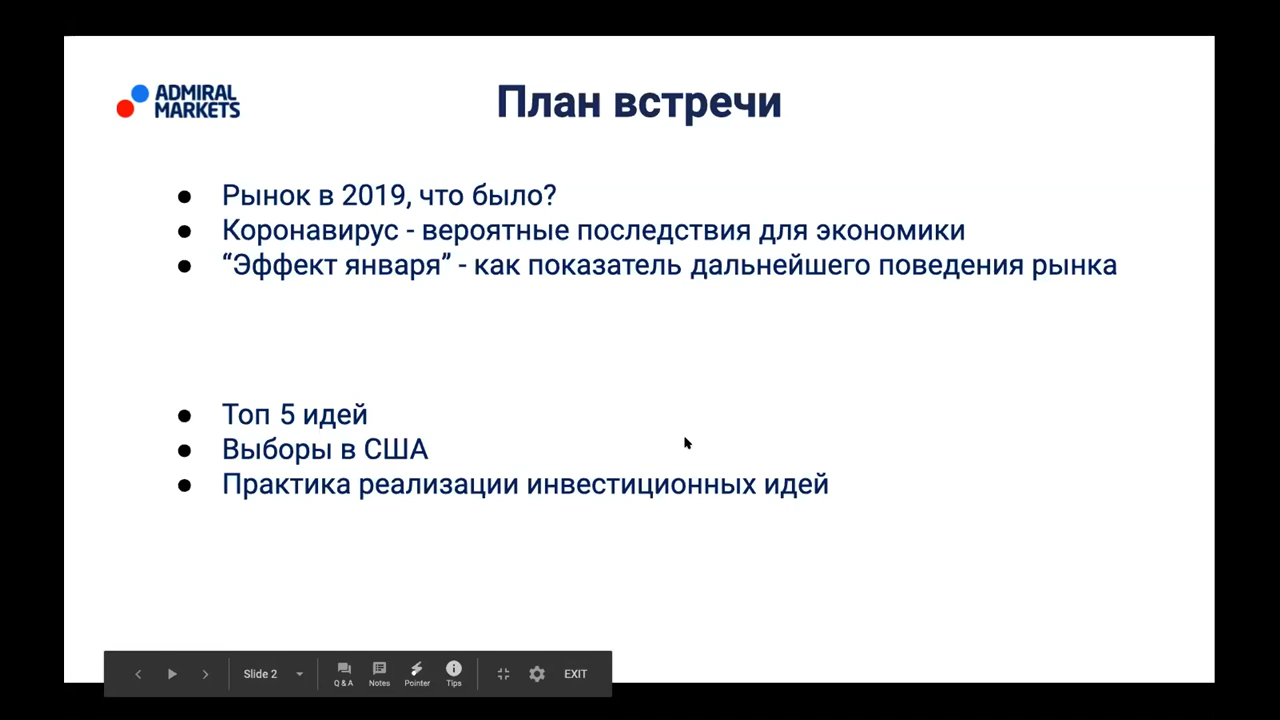 ADMIRAL
MARKETS
План встречи
● Рынок в 2019, что было?
● Коронавирус - вероятные последствия для экономики
● “Эффект января” - как показатель дальнейшего поведения рынка
● Топ 5 идей
● Выборы в США
● Практика реализации инвестиционных идей
Slide 2
Q & A
Notes
Pointer
Tips
EXIT